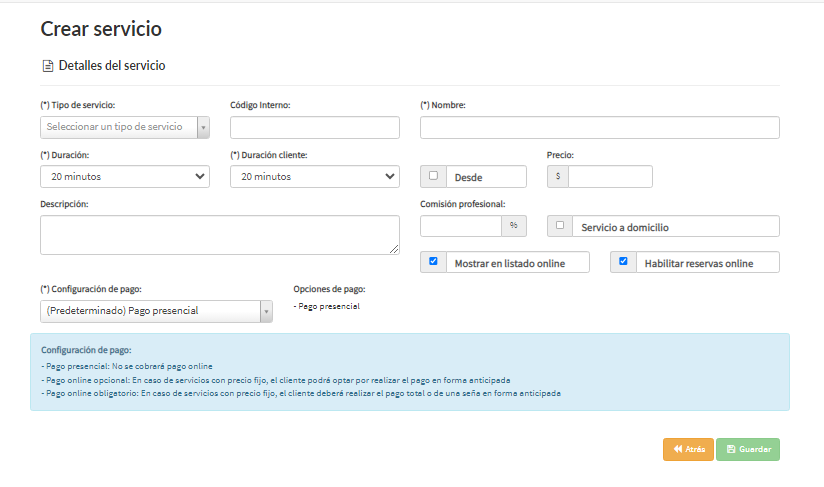 Crear servicio
Detalles del servicio
(*) Tipo de servicio: Código Interno: (*) Nombre:
Seleccionar un tipo de servicio
(*) Duración: (*) Duración cliente: Precio:
20 minutos 20 minutos Desde $
Descripción: Comisión profesional:
% Servicio a domicilio
Mostrar en listado online Habilitar reservas online
(*) Configuración de pago: Opciones de pago:
(Predeterminado) Pago presencial - Pago presencial
Configuración de pago:
- Pago presencial: No se cobrará pago online
- Pago online opcional: En caso de servicios con precio fijo, el cliente podrá optar por realizar el pago en forma anticipada
- Pago online obligatorio: En caso de servicios con precio fijo, el cliente deberá realizar el pago total o de una seña en forma anticipada
Atrás Guardar